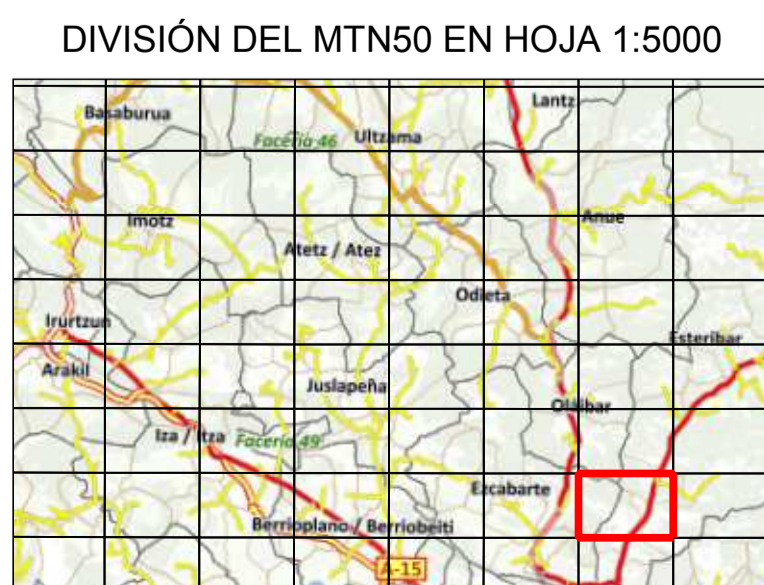 DIVISIÓN DEL MTN50 EN HOJA 1:5000
Lantz
Basaburua
Facería 46
Ultzama
Imotz
Anue
Atetz / Atez
Odieta
Irurtzun
Esteribar
Arakil
Juslapeña
Oláibar
Iza / Itza
Facería 49
Ezcabarte
Berrioplano / Berriobeiti
A-15